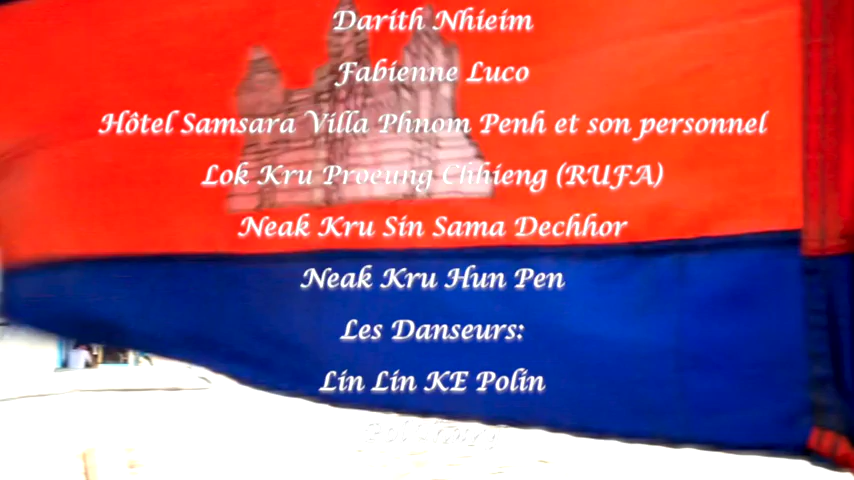 Darith Nhieim
Fabienne Luco
Hôtel Samsara Villa Phnom Penh et son personnel
Lok Kru Proeung Chhieng (RUFA)
Neak Kru Sin Sama Dechhor
Neak Kru Hun Pen
Les Danseurs:
Lin Lin KE Polin